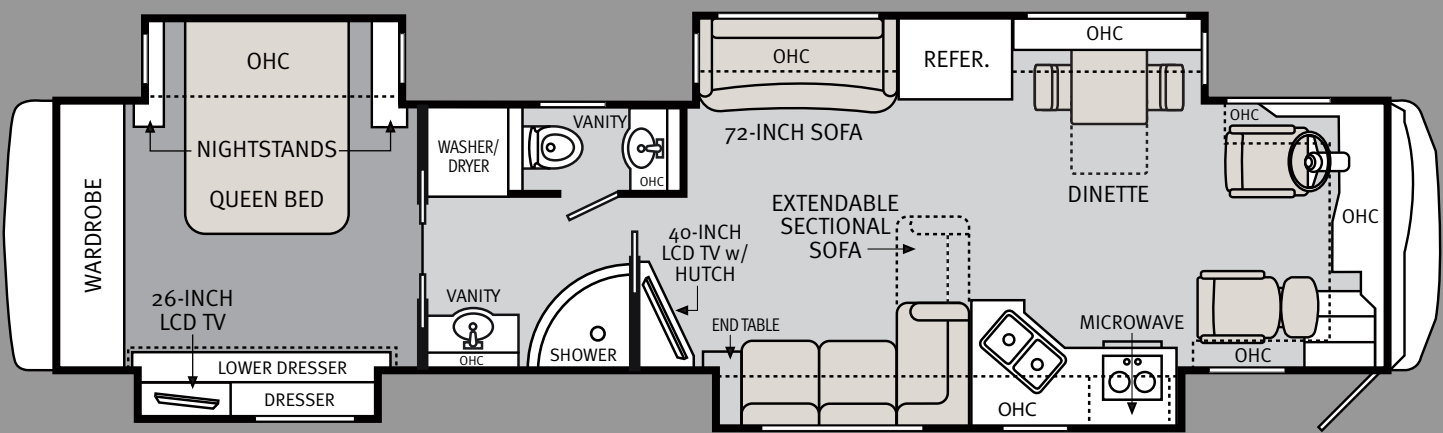 OHC
NIGHTSTANDS
QUEEN BED
WARDROBE
26-INCH
LCD TV
LOWER DRESSER
DRESSER
WASHER/
DRYER
VANITY
OHC
VANITY
OHC
SHOWER
40-INCH
LCD TV w/
HUTCH
OHC
72-INCH SOFA
REFER.
OHC
DINETTE
EXTENDABLE
SECTIONAL
SOFA
END TABLE
MICROWAVE
OHC
OHC
OHC
OHC